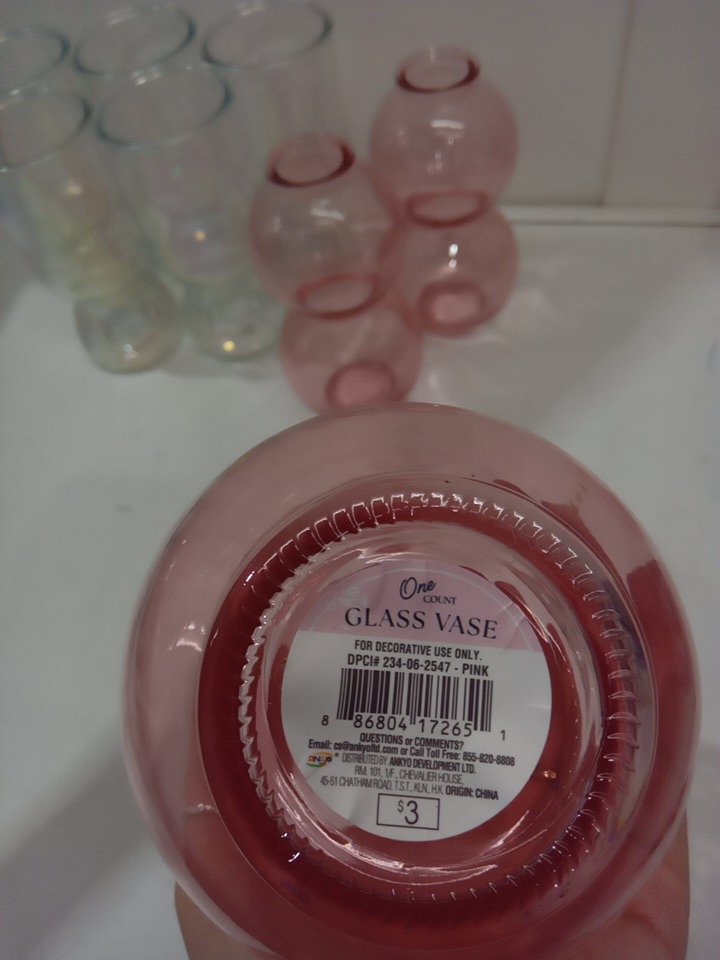 One
COUNT
GLASS VASE
FOR DECORATIVE USE ONLY.
DPCI# 234-06-2547 - PINK
8 86804 17265 1
QUESTIONS or COMMENTS?
Email: cs@ankyoltd.com or Call Toll Free: 855-820-8808
DISTRIBUTED BY: ANKYO DEVELOPMENT LTD.
RM. 101, 1/F., CHEVALIER HOUSE,
45-51 CHATHAM ROAD, T.S.T., KLN., H.K. ORIGIN: CHINA
$3